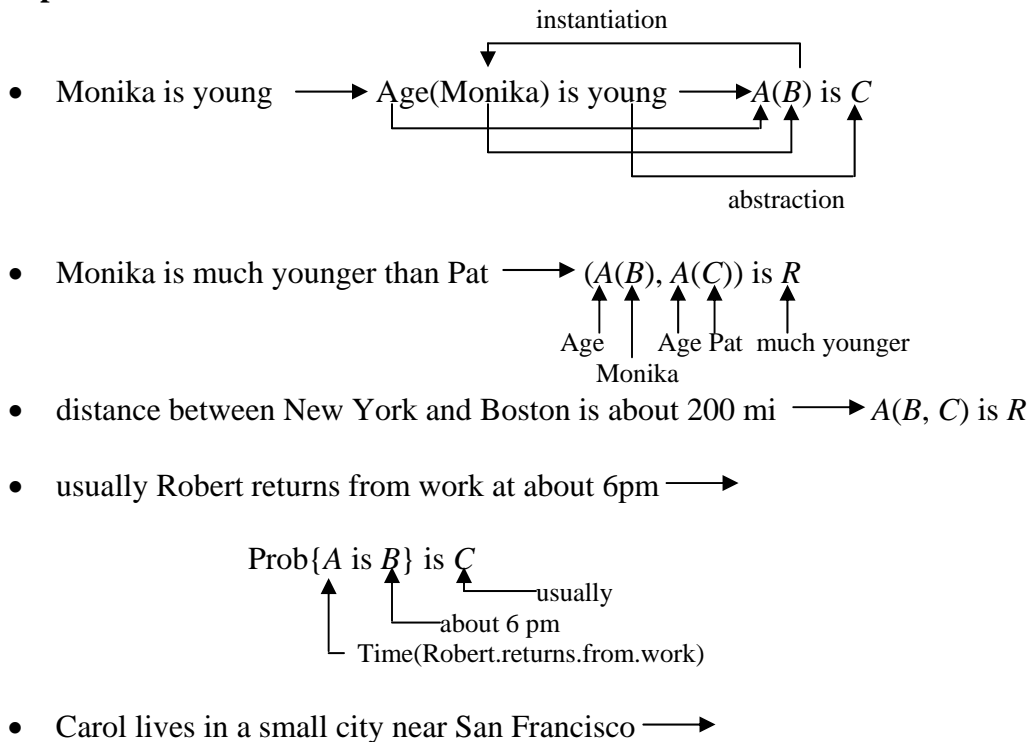 instantiation
• Monika is young → Age(Monika) is young → A(B) is C
abstraction
• Monika is much younger than Pat → (A(B), A(C)) is R
Age Age Pat much younger
Monika
• distance between New York and Boston is about 200 mi → A(B, C) is R
• usually Robert returns from work at about 6pm →
Prob{A is B} is C
usually
about 6 pm
Time(Robert.returns.from.work)
• Carol lives in a small city near San Francisco →